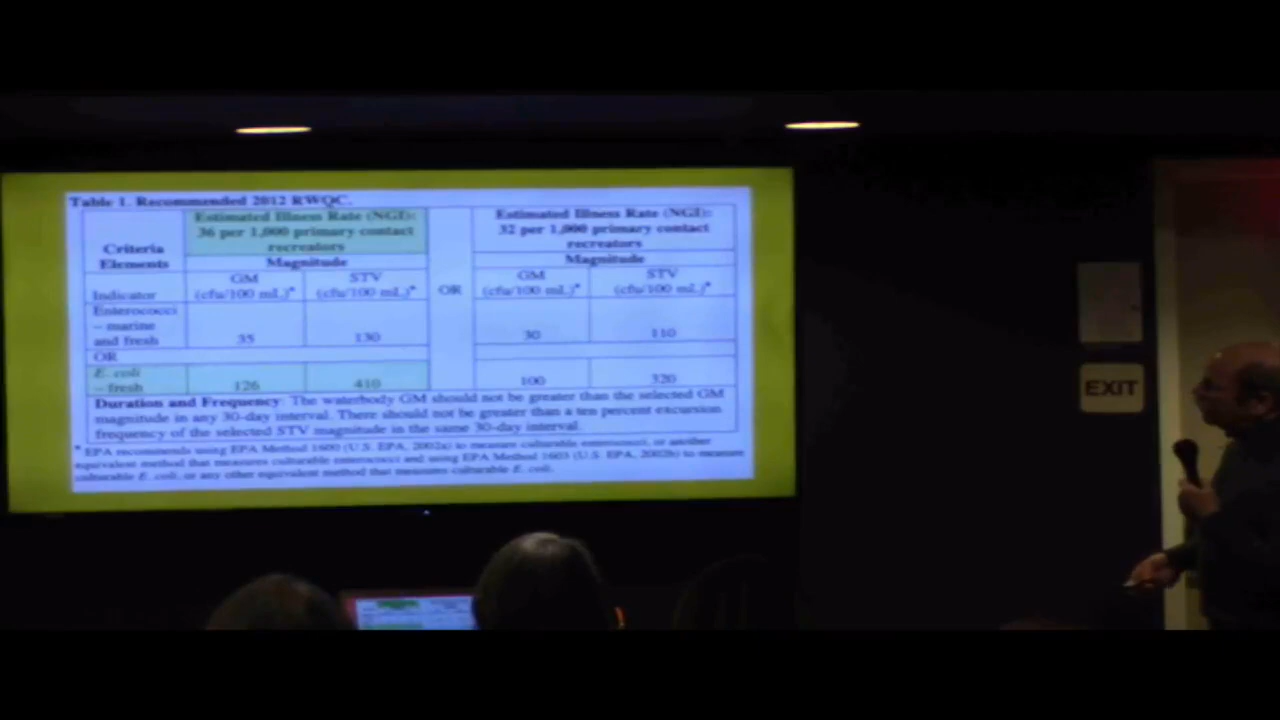 Table 1. Recommended 2012 RWQC.
Criteria
Elements
Estimated Illness Rate (NGI):
36 per 1,000 primary contact
recreators
OR
Estimated Illness Rate (NGI):
32 per 1,000 primary contact
recreators
Magnitude
Magnitude
Indicator
GM
(cfu/100 mL)*
STV
(cfu/100 mL)*
GM
(cfu/100 mL)*
STV
(cfu/100 mL)*
Enterococci
– marine
and fresh
35
130
30
110
OR
E. coli
– fresh
126
410
100
320
Duration and Frequency: The waterbody GM should not be greater than the selected GM
magnitude in any 30-day interval. There should not be greater than a ten percent excursion
frequency of the selected STV magnitude in the same 30-day interval.
* EPA recommends using EPA Method 1600 (U.S. EPA, 2002a) to measure culturable enterococci, or another
equivalent method that measures culturable enterococci and using EPA Method 1603 (U.S. EPA, 2002b) to measure
culturable E. coli, or any other equivalent method that measures culturable E. coli.
EXIT